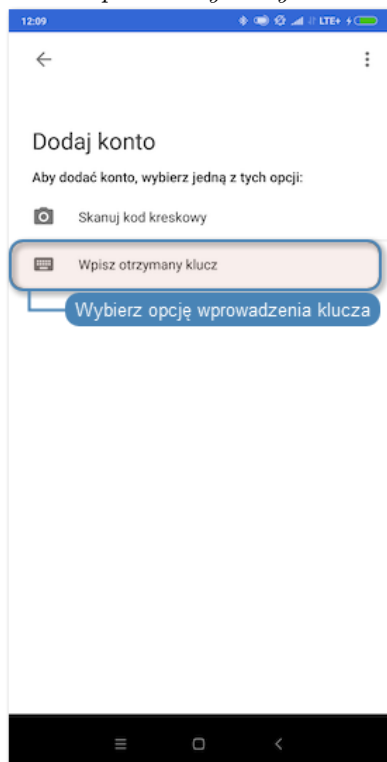 12:09
LTE+
Dodaj konto
Aby dodać konto, wybierz jedną z tych opcji:
Skanuj kod kreskowy
Wpisz otrzymany klucz
Wybierz opcję wprowadzenia klucza